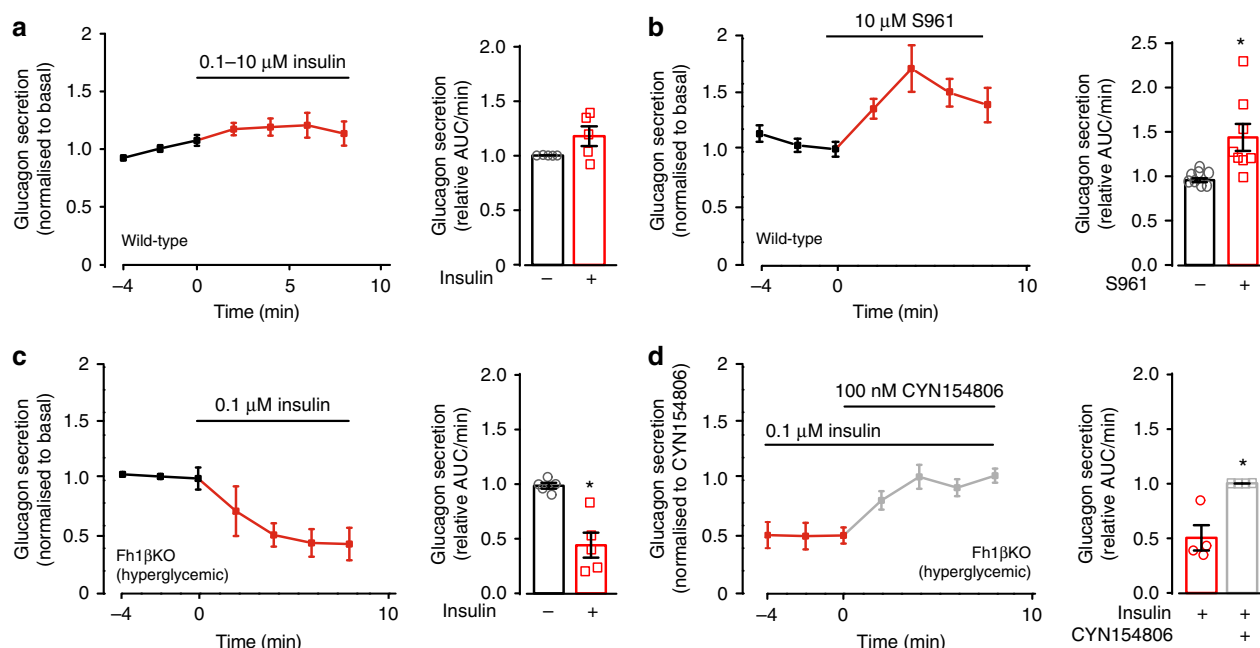 a
Glucagon secretion
(normalised to basal)
2
1.5
1.0
0.5
0
0.1–10 μM insulin
Wild-type
–4
0
5
10
Time (min)
Glucagon secretion
(relative AUC/min)
2.0
1.5
1.0
0.5
0
Insulin – +
b
Glucagon secretion
(normalised to basal)
2
1.5
1.0
0.5
0
10 μM S961
Wild-type
–4
0
10
Time (min)
Glucagon secretion
(relative AUC/min)
2.5
2.0
1.5
1.0
0.5
0.0
*
S961 – +
c
Glucagon secretion
(normalised to basal)
2
1.5
1.0
0.5
0
0.1 μM insulin
Fh1βKO
(hyperglycemic)
–4
0
10
Time (min)
Glucagon secretion
(relative AUC/min)
2.0
1.5
1.0
0.5
0.0
*
Insulin – +
d
Glucagon secretion
(normalised to CYN154806)
2
1.5
1.0
0.5
0
100 nM CYN154806
0.1 μM insulin
Fh1βKO
(hyperglycemic)
–4
0
10
Time (min)
Glucagon secretion
(relative AUC/min)
2.0
1.5
1.0
0.5
0.0
*
Insulin + +
CYN154806 +